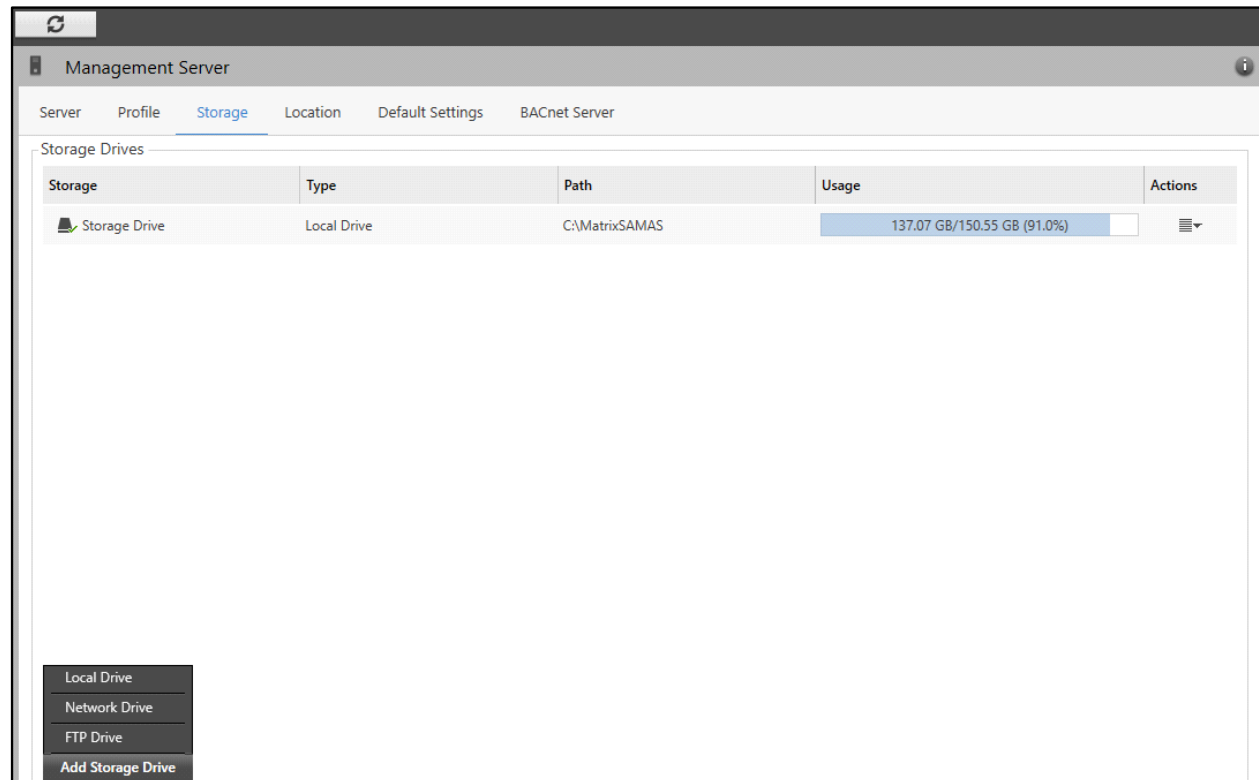 Management Server
Server Profile Storage Location Default Settings BACnet Server
Storage Drives
Storage Type Path Usage Actions
Storage Drive Local Drive C:\MatrixSAMAS 137.07 GB/150.55 GB (91.0%)
Local Drive
Network Drive
FTP Drive
Add Storage Drive